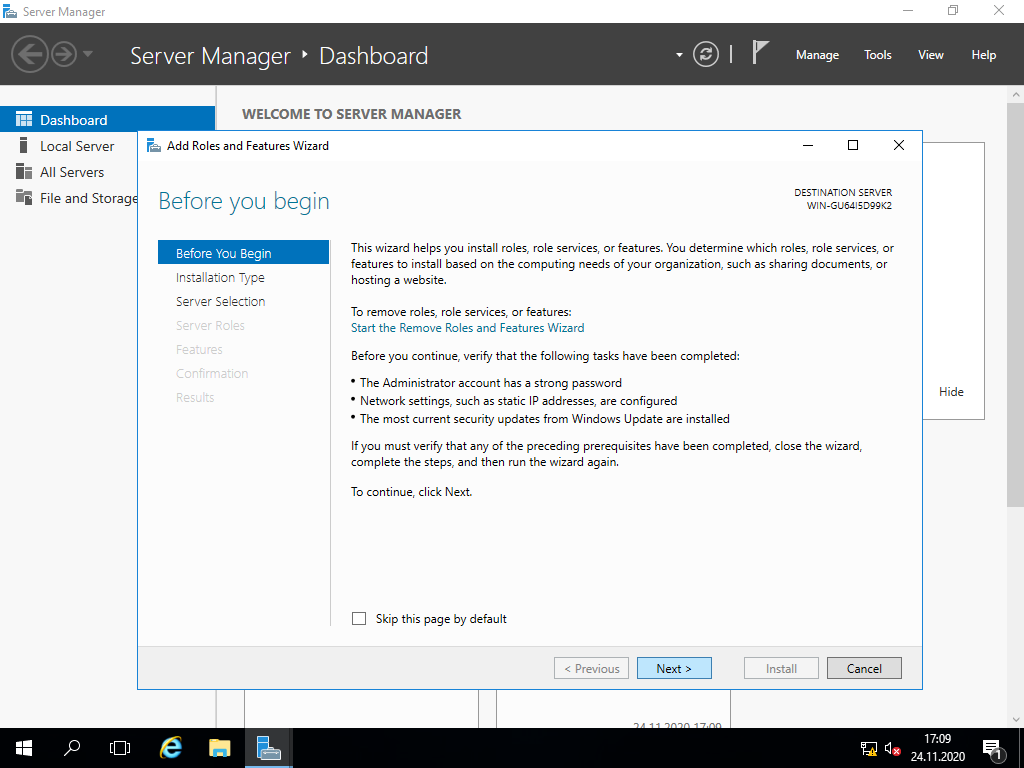 Server Manager
Server Manager ‣ Dashboard
Manage Tools View Help
Dashboard
Local Server
All Servers
File and Storage
WELCOME TO SERVER MANAGER
Add Roles and Features Wizard
Before you begin
DESTINATION SERVER
WIN-GU64I5D99K2
Before You Begin
Installation Type
Server Selection
Server Roles
Features
Confirmation
Results
This wizard helps you install roles, role services, or features. You determine which roles, role services, or
features to install based on the computing needs of your organization, such as sharing documents, or
hosting a website.
To remove roles, role services, or features:
Start the Remove Roles and Features Wizard
Before you continue, verify that the following tasks have been completed:
• The Administrator account has a strong password
• Network settings, such as static IP addresses, are configured
• The most current security updates from Windows Update are installed
If you must verify that any of the preceding prerequisites have been completed, close the wizard,
complete the steps, and then run the wizard again.
To continue, click Next.
Skip this page by default
< Previous Next > Install Cancel
Hide
24.11.2020 17:09
17:09
24.11.2020
1